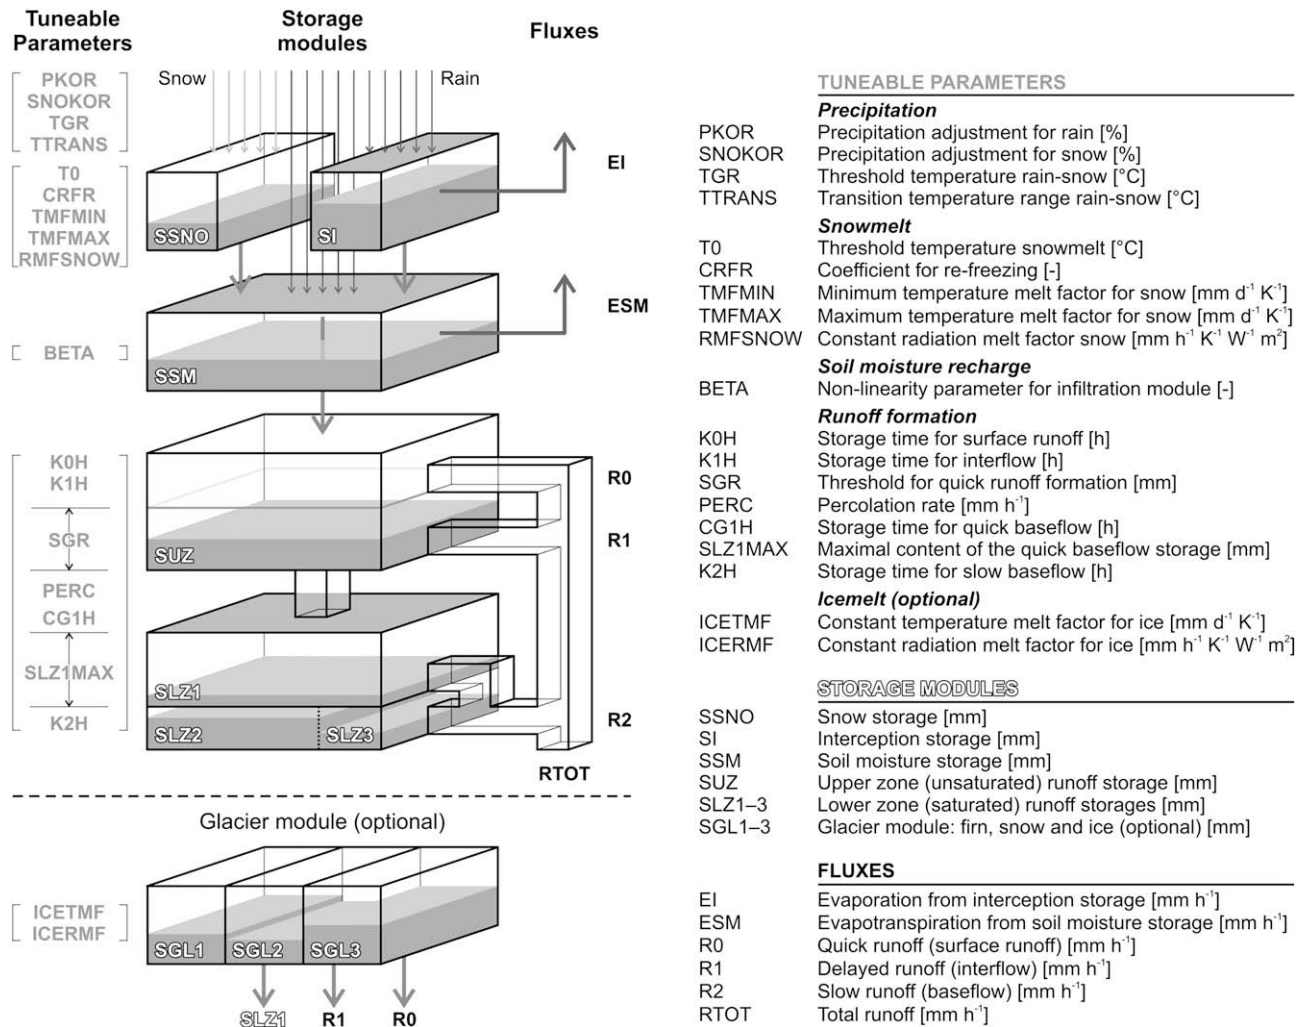 Tuneable
Parameters
Storage
modules
Fluxes
PKOR
SNOKOR
TGR
TTRANS
Snow
Rain
T0
CRFR
TMFMIN
TMFMAX
RMFSNOW
EI
SSNO
SI
ESM
BETA
SSM
K0H
K1H
R0
SGR
R1
SUZ
PERC
CG1H
SLZ1MAX
SLZ1
K2H
SLZ2
SLZ3
R2
RTOT
Glacier module (optional)
ICETMF
ICERMF
SGL1
SGL2
SGL3
SLZ1
R1
R0
TUNEABLE PARAMETERS
Precipitation
PKOR Precipitation adjustment for rain [%]
SNOKOR Precipitation adjustment for snow [%]
TGR Threshold temperature rain-snow [°C]
TTRANS Transition temperature range rain-snow [°C]
Snowmelt
T0 Threshold temperature snowmelt [°C]
CRFR Coefficient for re-freezing [-]
TMFMIN Minimum temperature melt factor for snow [mm d⁻¹ K⁻¹]
TMFMAX Maximum temperature melt factor for snow [mm d⁻¹ K⁻¹]
RMFSNOW Constant radiation melt factor snow [mm h⁻¹ K⁻¹ W⁻¹ m²]
Soil moisture recharge
BETA Non-linearity parameter for infiltration module [-]
Runoff formation
K0H Storage time for surface runoff [h]
K1H Storage time for interflow [h]
SGR Threshold for quick runoff formation [mm]
PERC Percolation rate [mm h⁻¹]
CG1H Storage time for quick baseflow [h]
SLZ1MAX Maximal content of the quick baseflow storage [mm]
K2H Storage time for slow baseflow [h]
Icemelt (optional)
ICETMF Constant temperature melt factor for ice [mm d⁻¹ K⁻¹]
ICERMF Constant radiation melt factor for ice [mm h⁻¹ K⁻¹ W⁻¹ m²]
STORAGE MODULES
SSNO Snow storage [mm]
SI Interception storage [mm]
SSM Soil moisture storage [mm]
SUZ Upper zone (unsaturated) runoff storage [mm]
SLZ1–3 Lower zone (saturated) runoff storages [mm]
SGL1–3 Glacier module: firn, snow and ice (optional) [mm]
FLUXES
EI Evaporation from interception storage [mm h⁻¹]
ESM Evapotranspiration from soil moisture storage [mm h⁻¹]
R0 Quick runoff (surface runoff) [mm h⁻¹]
R1 Delayed runoff (interflow) [mm h⁻¹]
R2 Slow runoff (baseflow) [mm h⁻¹]
RTOT Total runoff [mm h⁻¹]